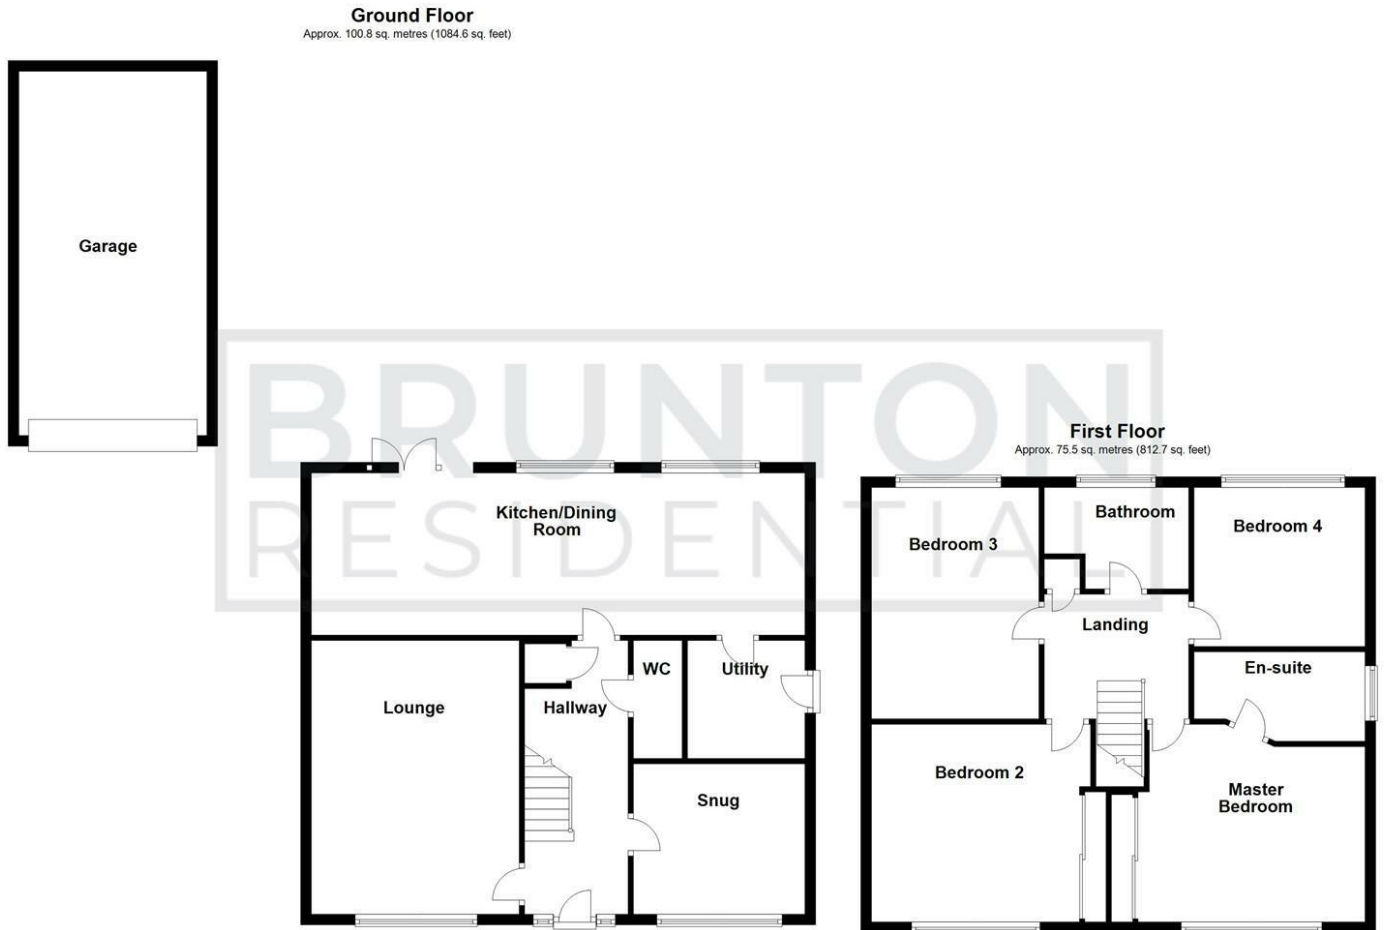 Ground Floor
Approx. 100.8 sq. metres (1084.6 sq. feet)
Garage
BRUNTON
RESIDENTIAL
Kitchen/Dining
Room
Lounge
Hallway
WC
Utility
Snug
First Floor
Approx. 75.5 sq. metres (812.7 sq. feet)
Bedroom 3
Bathroom
Bedroom 4
Landing
En-suite
Bedroom 2
Master
Bedroom